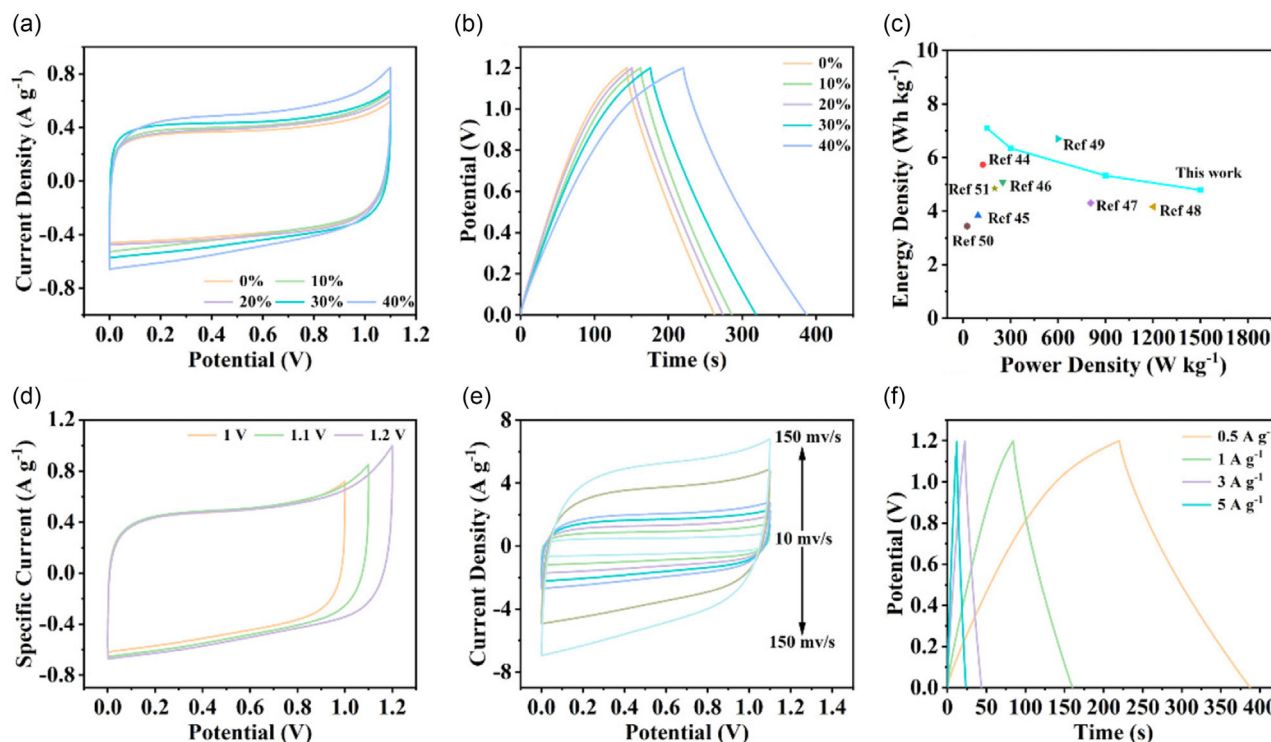 (a)
Current Density (A g-1)
1.2
0.8
0.4
0.0
-0.4
-0.8
0% 10%
20% 30% 40%
0.0 0.2 0.4 0.6 0.8 1.0 1.2
Potential (V)
(b)
Potential (V)
1.2
1.0
0.8
0.6
0.4
0.2
0.0
0%
10%
20%
30%
40%
0 100 200 300 400
Time (s)
(c)
Energy Density (Wh kg-1)
10
8
6
4
2
0
Ref 49
Ref 44
This work
Ref 51
Ref 46
Ref 47
Ref 48
Ref 45
Ref 50
0 300 600 900 1200 1500 1800
Power Density (W kg-1)
(d)
Specific Current (A g-1)
1.2
0.8
0.4
0.0
-0.4
-0.8
1 V 1.1 V 1.2 V
0.0 0.2 0.4 0.6 0.8 1.0 1.2
Potential (V)
(e)
Current Density (A g-1)
8
4
0
-4
-8
150 mv/s
10 mv/s
150 mv/s
0.0 0.2 0.4 0.6 0.8 1.0 1.2 1.4
Potential (V)
(f)
Potential (V)
1.2
0.8
0.4
0.0
0.5 A g-
1 A g-1
3 A g-1
5 A g-1
0 50 100 150 200 250 300 350 400
Time (s)